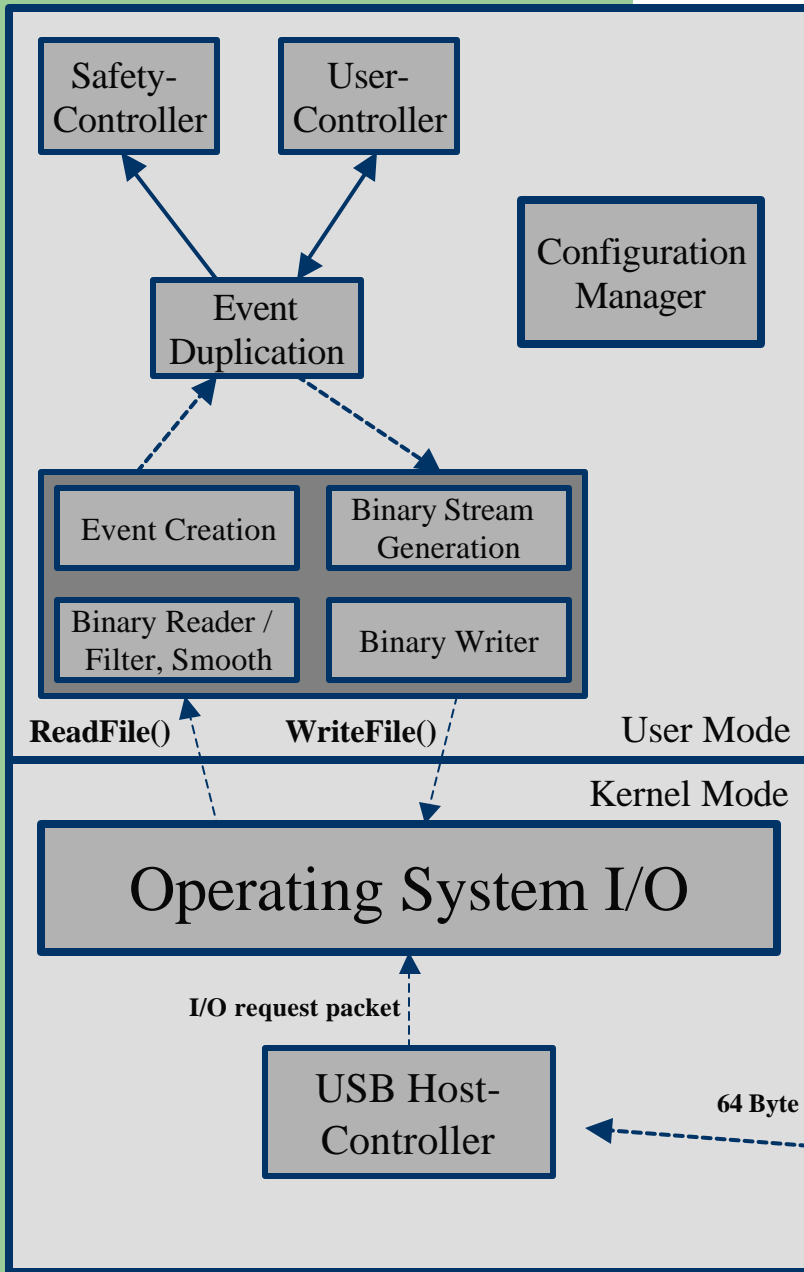 Safety-
Controller
User-
Controller
Configuration
Manager
Event
Duplication
Event Creation
Binary Stream
Generation
Binary Reader /
Filter, Smooth
Binary Writer
ReadFile()
WriteFile()
User Mode
Kernel Mode
Operating System I/O
I/O request packet
USB Host-
Controller
64 Byte